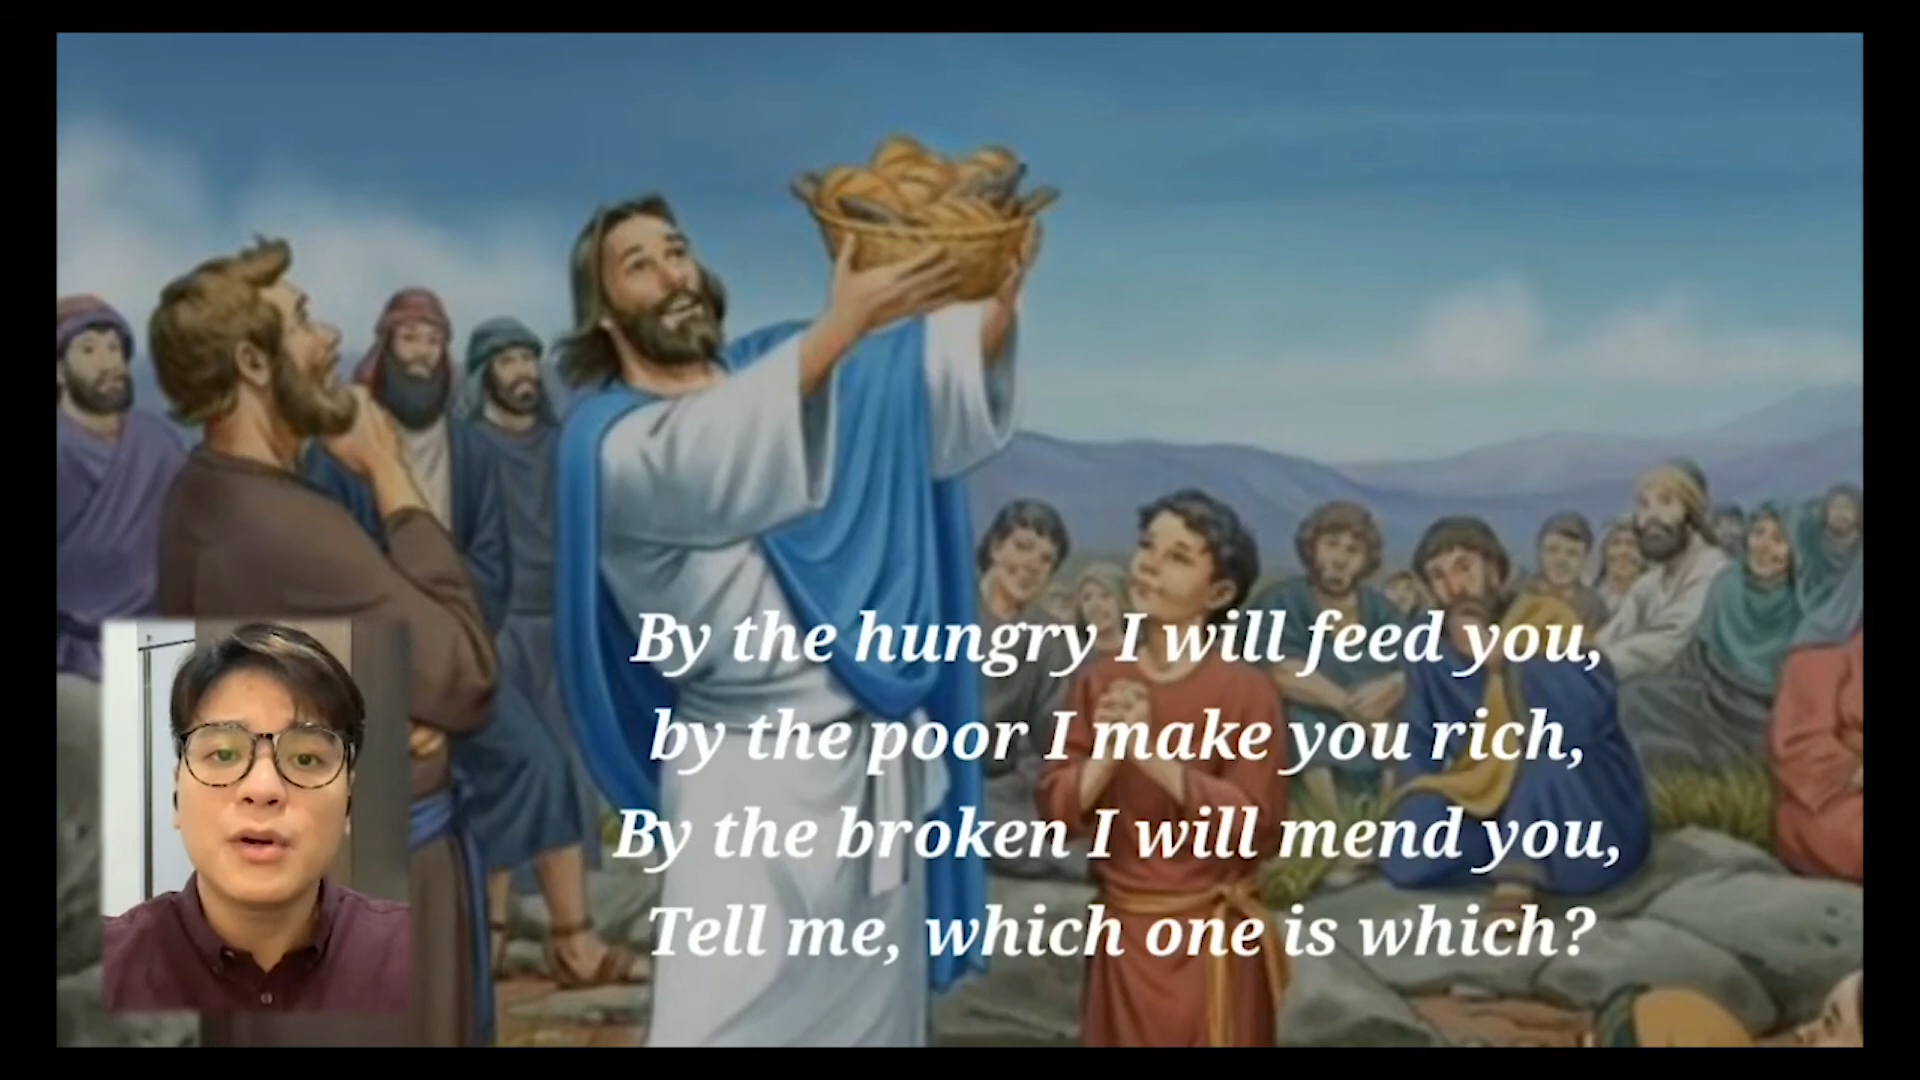 By the hungry I will feed you,
by the poor I make you rich,
By the broken I will mend you,
Tell me, which one is which?